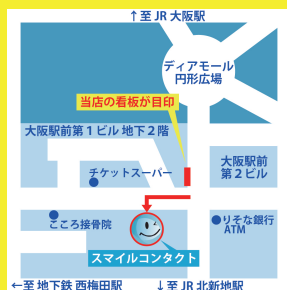 ↑至 JR 大阪駅
ディアモール
円形広場
当店の看板が目印
大阪駅前第1ビル 地下2階
チケットスーパー
大阪駅前
第2ビル
こころ接骨院
りそな銀行
ATM
スマイルコンタクト
←至 地下鉄 西梅田駅
↓至 JR 北新地駅